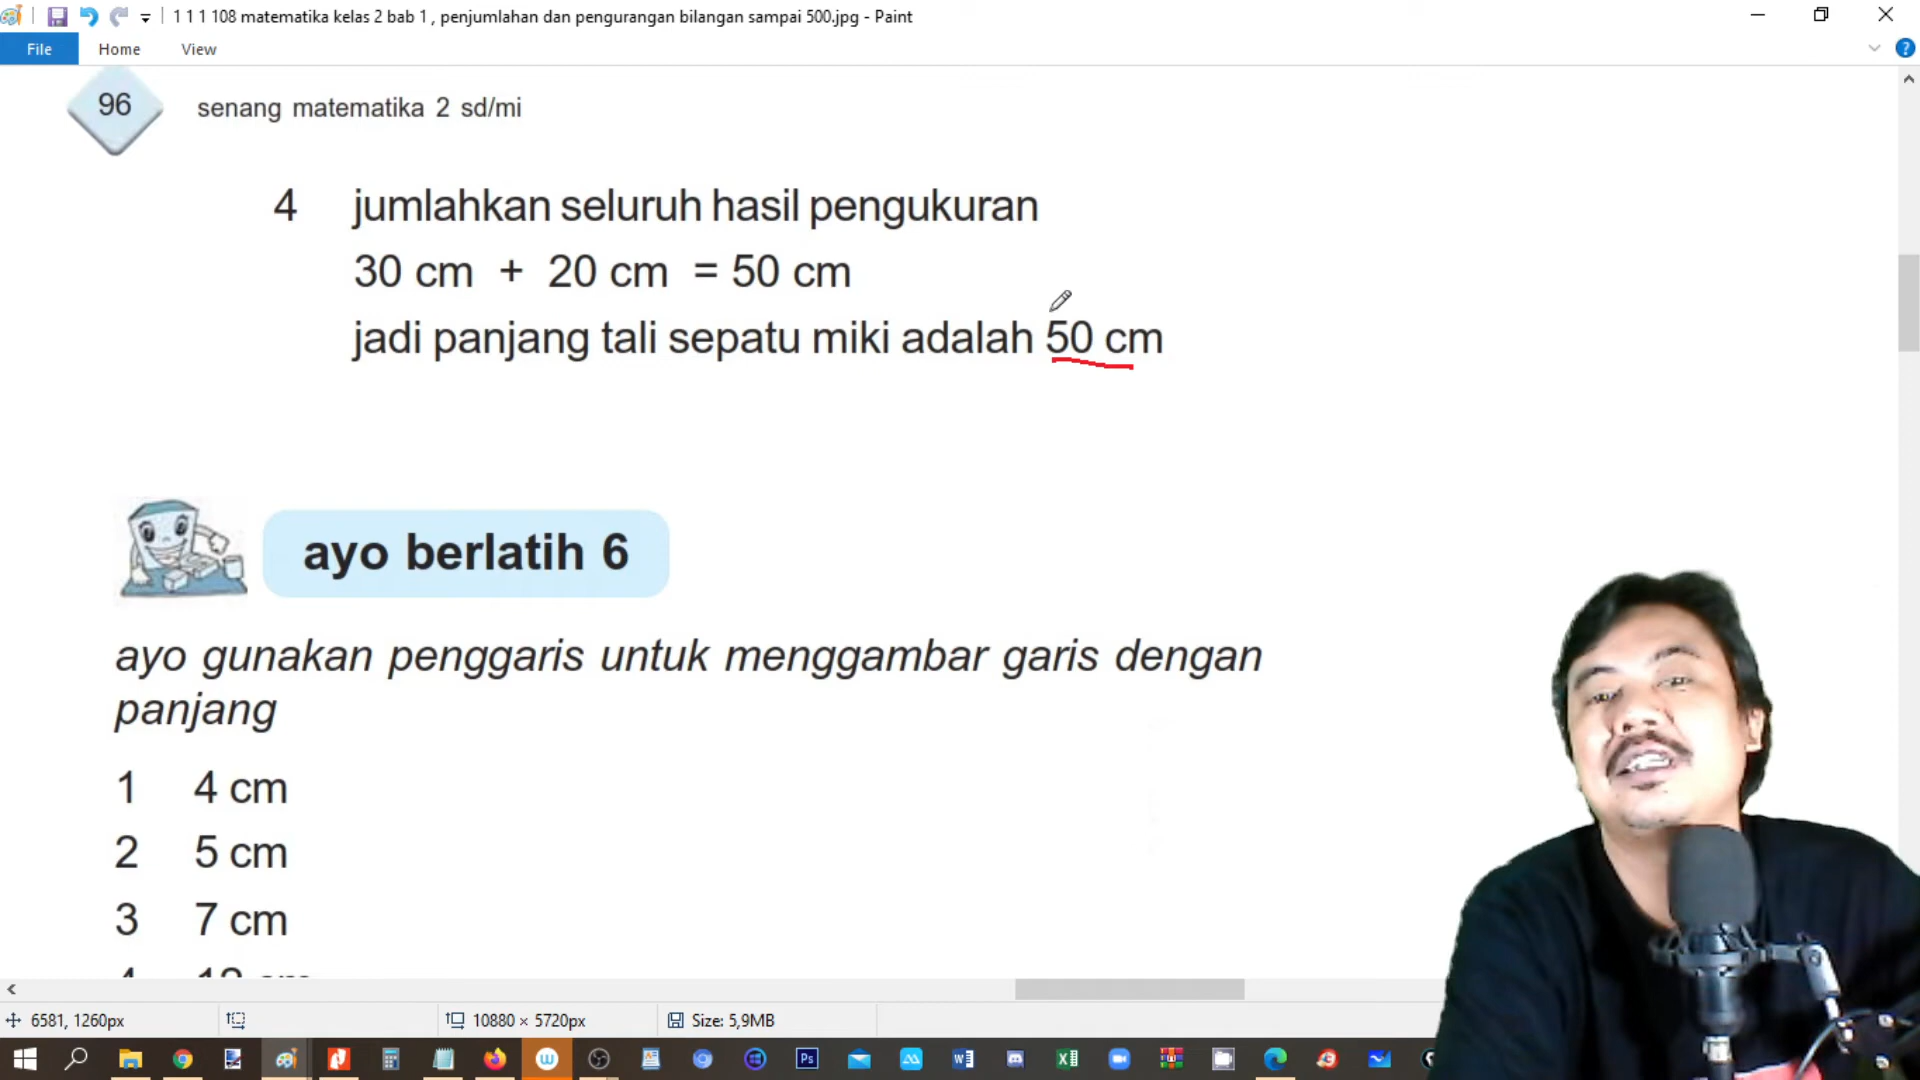 1 1 1 108 matematika kelas 2 bab 1 , penjumlahan dan pengurangan bilangan sampai 500.jpg - Paint
File Home View
96 senang matematika 2 sd/mi
4 jumlahkan seluruh hasil pengukuran
30 cm + 20 cm = 50 cm
jadi panjang tali sepatu miki adalah 50 cm
ayo berlatih 6
ayo gunakan penggaris untuk menggambar garis dengan
panjang
1 4 cm
2 5 cm
3 7 cm
6581, 1260px 10880 × 5720px Size: 5,9MB